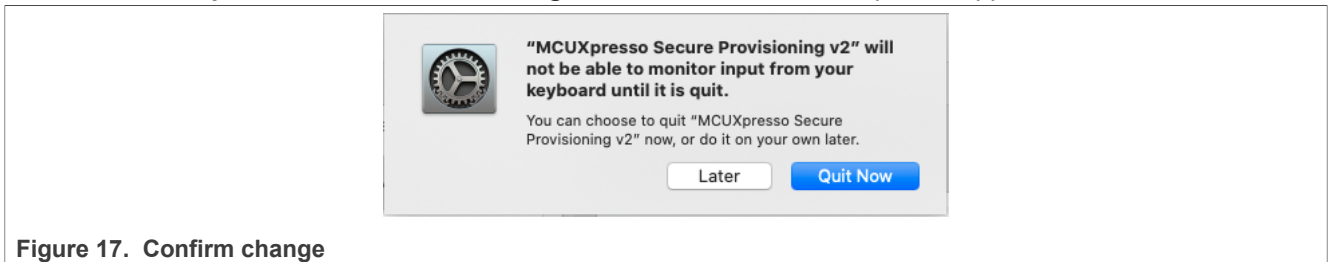 “MCUXpresso Secure Provisioning v2” will
not be able to monitor input from your
keyboard until it is quit.
You can choose to quit “MCUXpresso Secure
Provisioning v2” now, or do it on your own later.
Later
Quit Now
Figure 17. Confirm change